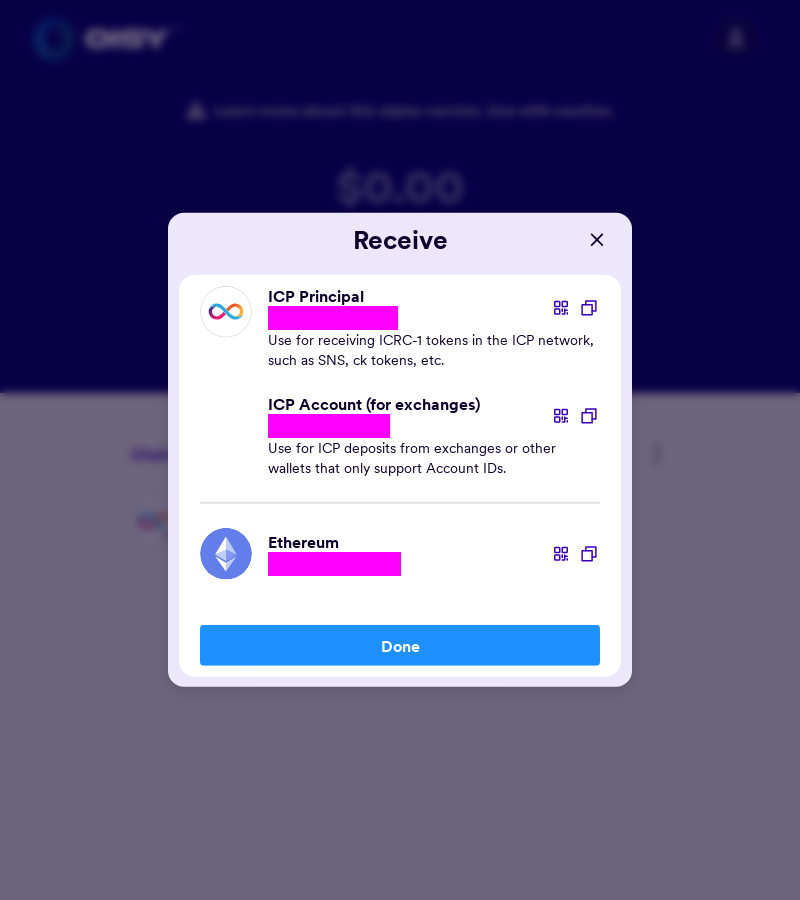 OISY
Learn more about this alpha version. Use with caution.
$0.00
Receive
ICP Principal
Use for receiving ICRC-1 tokens in the ICP network,
such as SNS, ck tokens, etc.
ICP Account (for exchanges)
Use for ICP deposits from exchanges or other
wallets that only support Account IDs.
Ethereum
Done